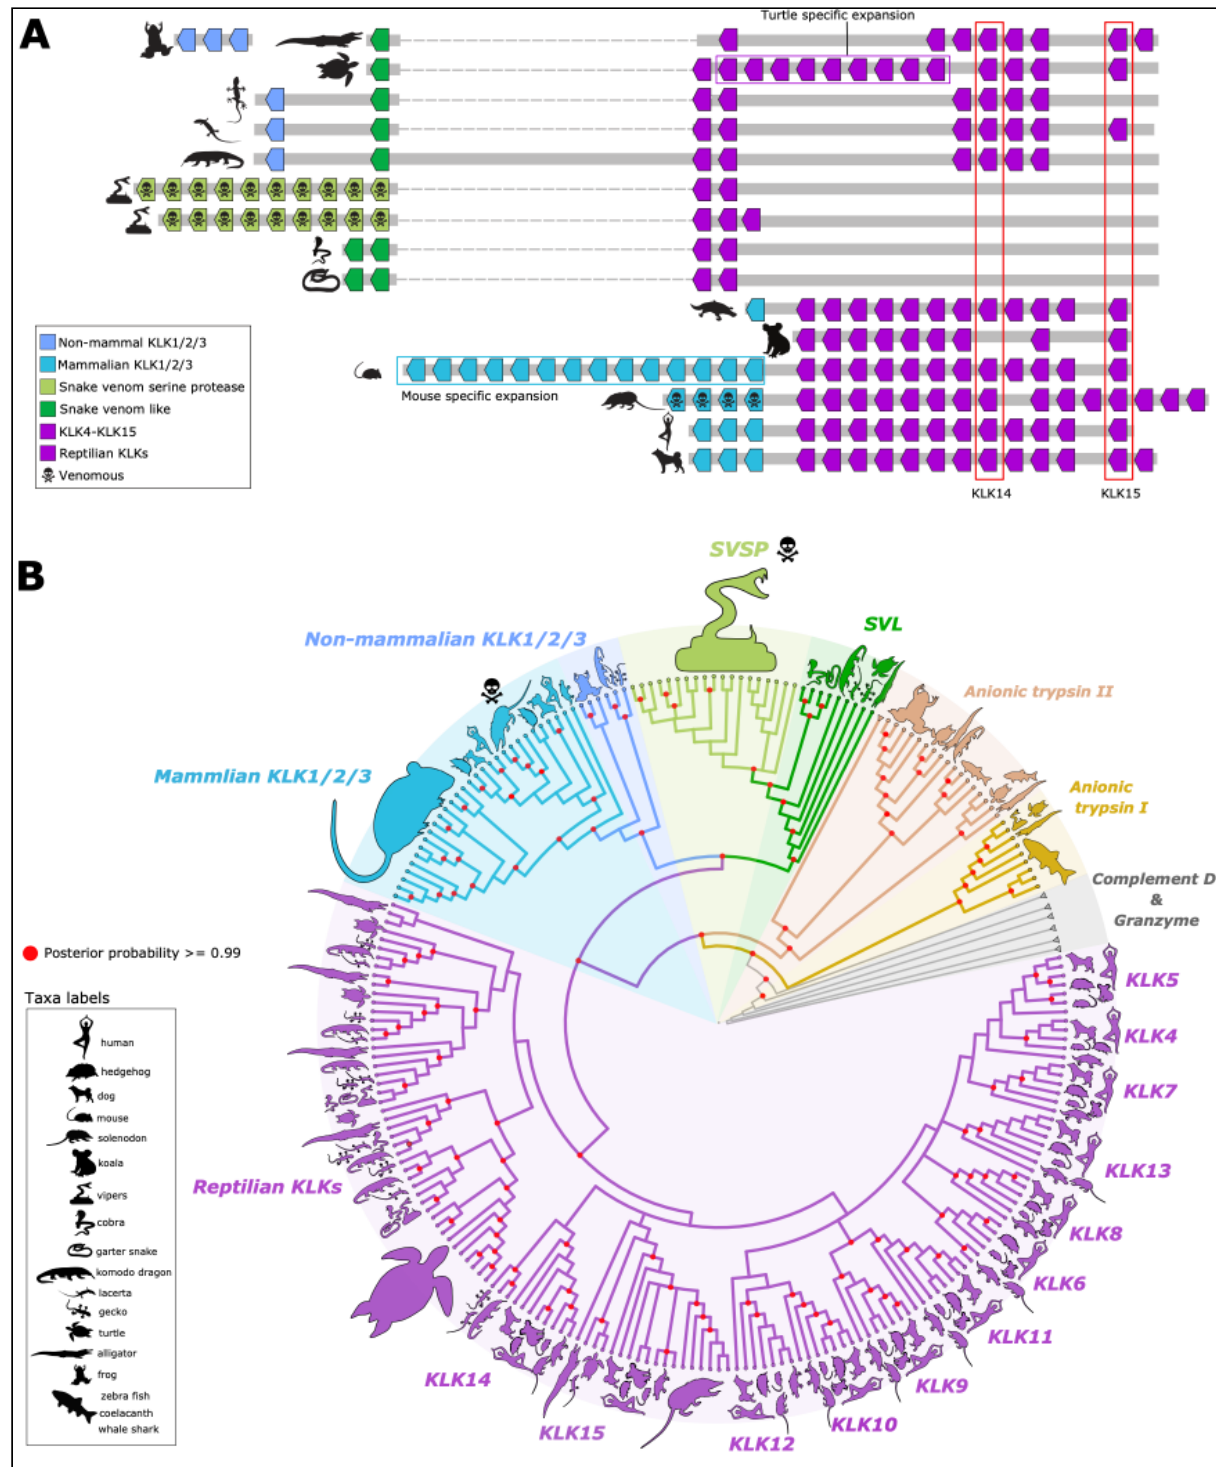 A
Turtle specific expansion
Non-mammal KLK1/2/3
Mammalian KLK1/2/3
Snake venom serine protease
Snake venom like
KLK4-KLK15
Reptilian KLKs
Venomous
Mouse specific expansion
KLK14
KLK15
B
SVSP
Non-mammalian KLK1/2/3
SVL
Anionic trypsin II
Mammlian KLK1/2/3
Anionic
trypsin I
Complement D
&
Granzyme
Posterior probability >= 0.99
KLK5
KLK4
KLK7
KLK13
KLK8
KLK6
KLK11
KLK9
KLK10
KLK12
KLK15
KLK14
Reptilian KLKs
Taxa labels
human
hedgehog
dog
mouse
solenodon
koala
vipers
cobra
garter snake
komodo dragon
lacerta
gecko
turtle
alligator
frog
zebra fish
coelacanth
whale shark